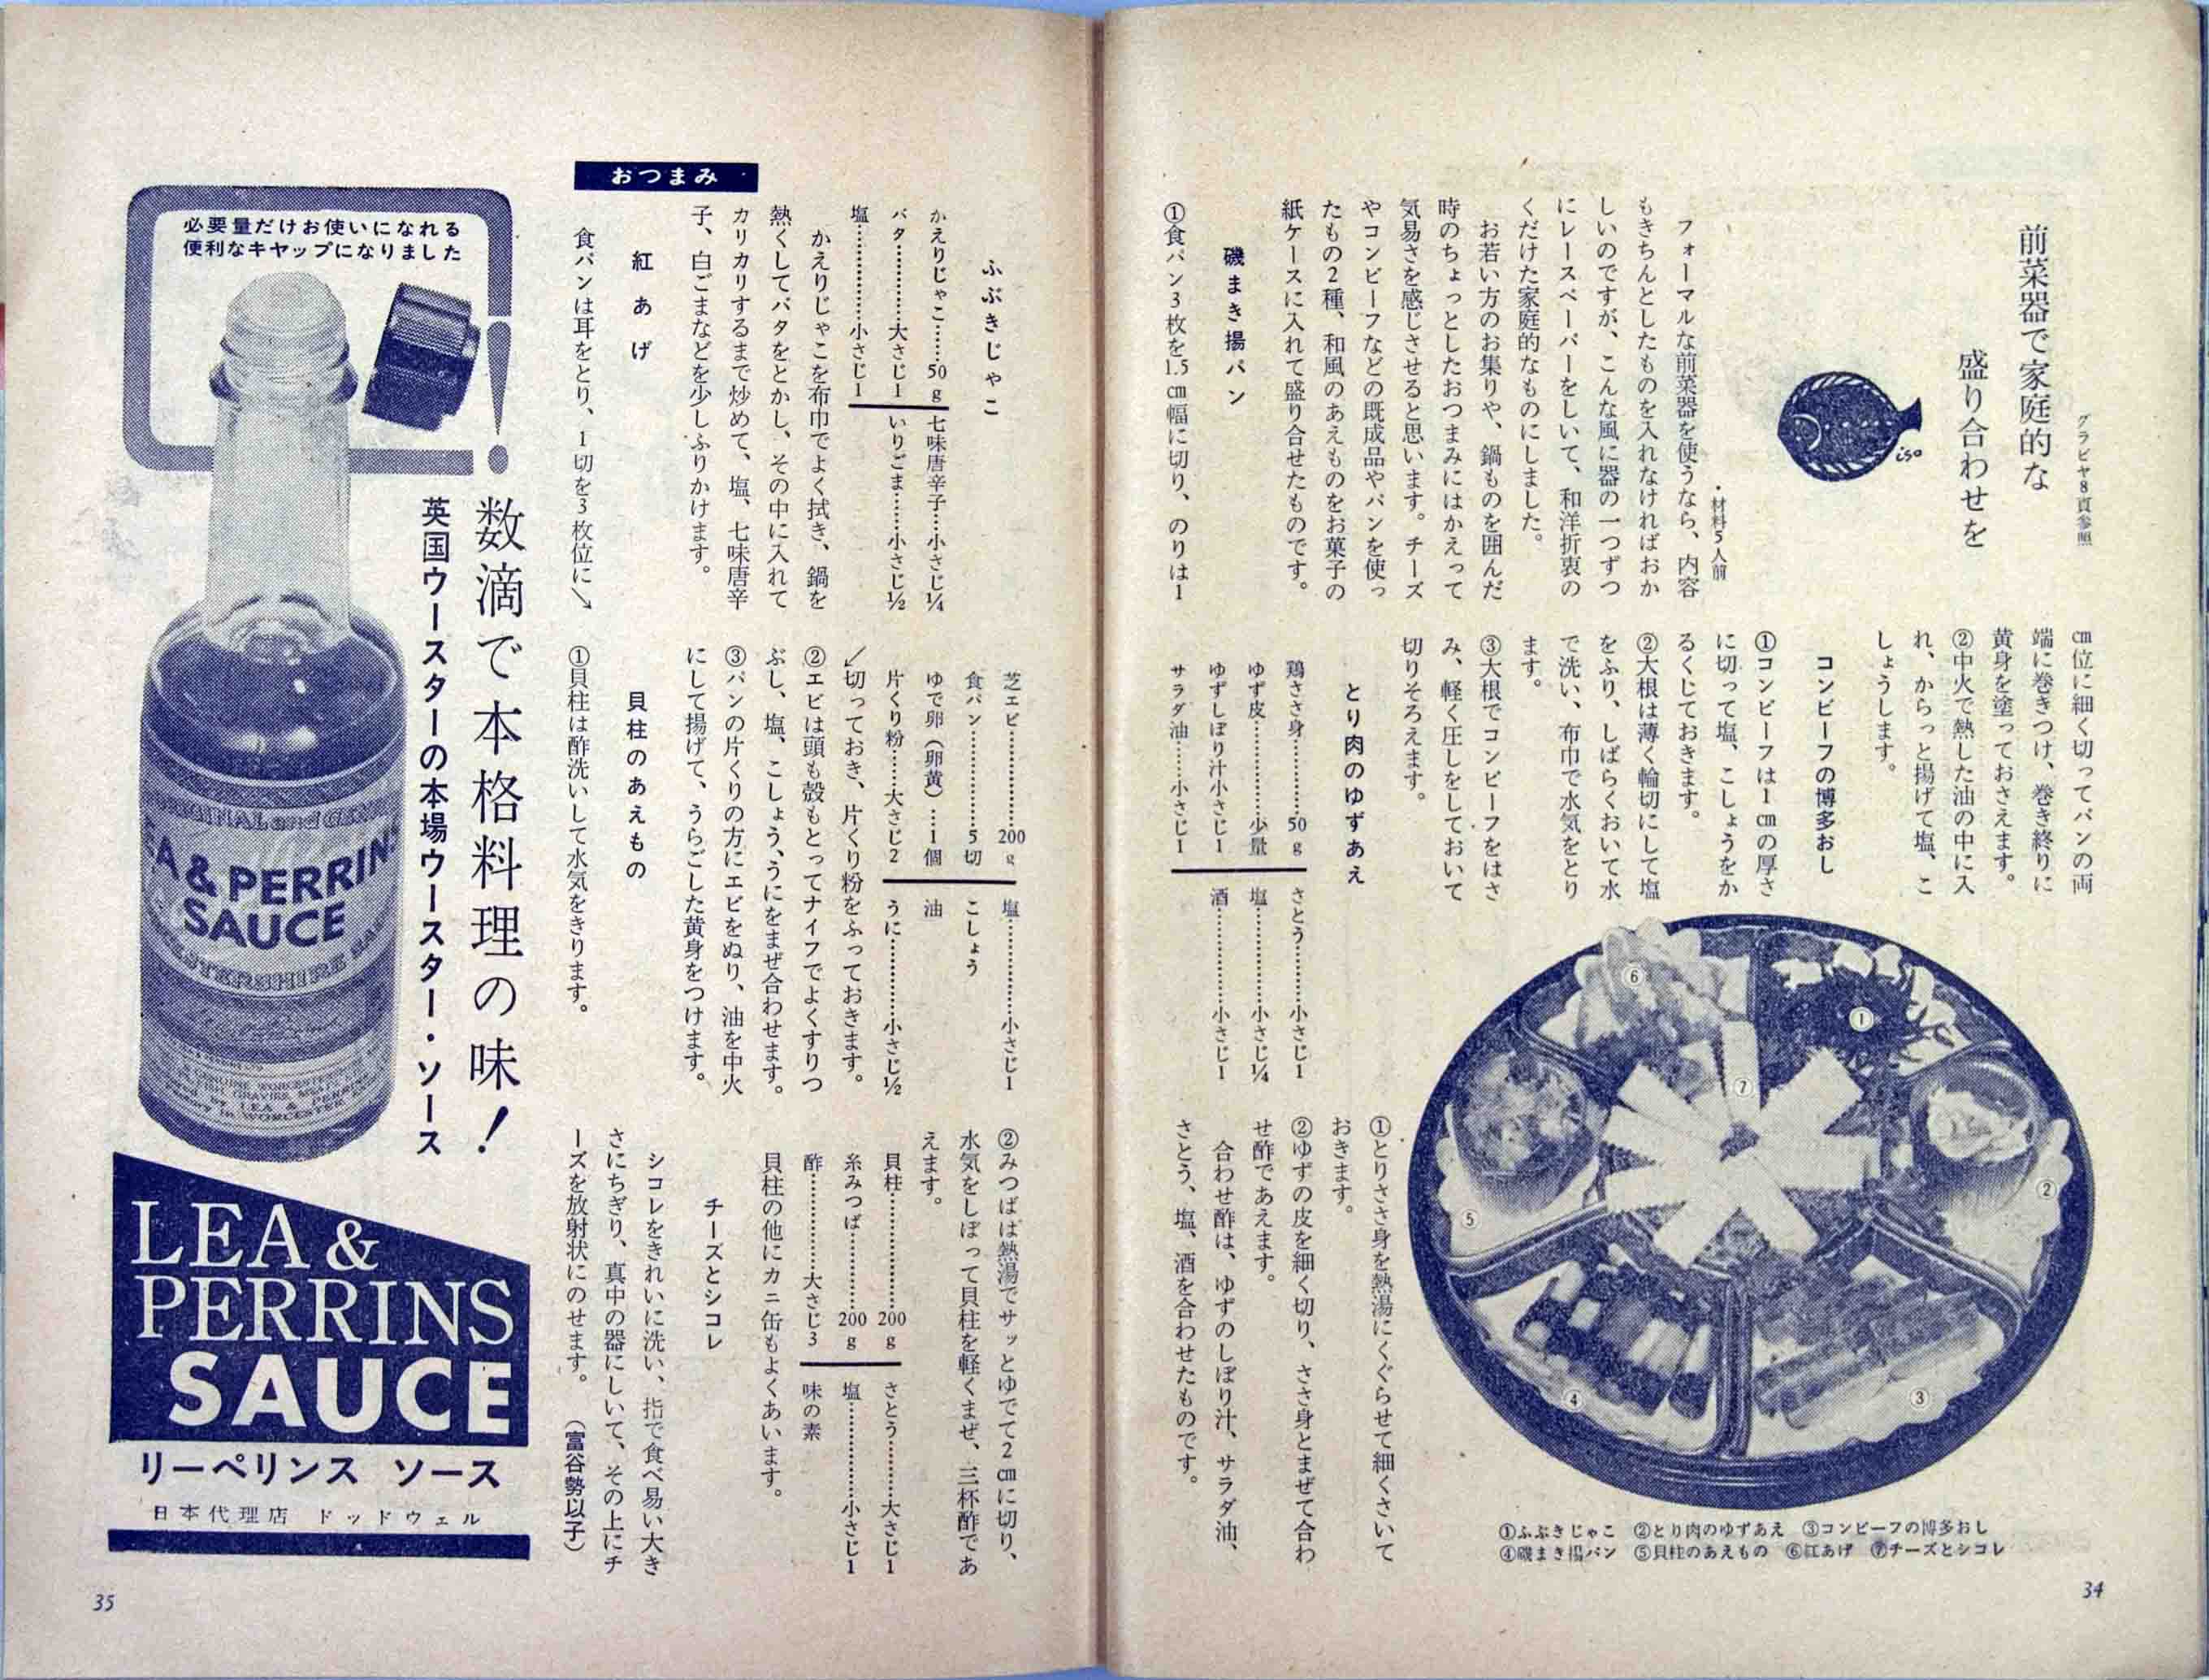 グラビヤ8頁参照
前菜器で家庭的な
盛り合わせを
iso
・材料5人前
フォーマルな前菜器を使うなら、内容
もきちんとしたものを入れなければおか
しいのですが、こんな風に器の一つずつ
にレースペーパーをしいて、和洋折衷の
くだけた家庭的なものにしました。
お若い方のお集りや、鍋ものを囲んだ
時のちょっとしたおつまみにはかえって
気易さを感じさせると思います。チーズ
やコンビーフなどの既成品やパンを使っ
たもの2種、和風のあえものをお菓子の
紙ケースに入れて盛り合せたものです。
磯まき揚パン
①食パン3枚を1.5cm幅に切り、のりは1
cm位に細く切ってパンの両
端に巻きつけ、巻き終りに
黄身を塗っておさえます。
②中火で熱した油の中に入
れ、からっと揚げて塩、こ
しょうします。
コンビーフの博多おし
①コンビーフは1cmの厚さ
に切って塩、こしょうをか
るくしておきます。
②大根は薄く輪切にして塩
をふり、しばらくおいて水
で洗い、布巾で水気をとり
ます。
③大根でコンビーフをはさ
み、軽く圧しをしておいて
切りそろえます。
とり肉のゆずあえ
鶏ささ身…………50g
ゆず皮…………少量
ゆずしぼり汁小さじ1
サラダ油……小さじ1
さとう………小さじ1
塩…………小さじ1/4
酒…………小さじ1
①とりささ身を熱湯にくぐらせて細くさいて
おきます。
②ゆずの皮を細く切り、ささ身とまぜて合わ
せ酢であえます。
合わせ酢は、ゆずのしぼり汁、サラダ油、
さとう、塩、酒を合わせたものです。
① ② ③ ④ ⑤ ⑥ ⑦
①ふぶきじゃこ ②とり肉のゆずあえ ③コンビーフの博多おし
④磯まき揚パン ⑤貝柱のあえもの ⑥紅あげ ⑦チーズとシコレ
34
おつまみ
ふぶきじゃこ
かえりじゃこ……50g
バタ…………大さじ1
塩……………小さじ1
七味唐辛子…小さじ1/4
いりごま……小さじ1/2
かえりじゃこを布巾でよく拭き、鍋を
熱くしてバタをとかし、その中に入れて
カリカリするまで炒めて、塩、七味唐辛
子、白ごまなどを少しふりかけます。
紅あげ
食パンは耳をとり、1切を3枚位に↘
芝エビ…………200g
食パン…………5切
ゆで卵（卵黄）…1個
片くり粉……大さじ2
塩…………小さじ1
こしょう
油
うに…………小さじ1/2
↙切っておき、片くり粉をふっておきます。
②エビは頭も殻もとってナイフでよくすりつ
ぶし、塩、こしょう、うにをまぜ合わせます。
③パンの片くりの方にエビをぬり、油を中火
にして揚げて、うらごした黄身をつけます。
貝柱のあえもの
①貝柱は酢洗いして水気をきります。
②みつばは熱湯でサッとゆでて2cmに切り、
水気をしぼって貝柱を軽くまぜ、三杯酢であ
えます。
貝柱…………200g
糸みつば………200g
酢…………大さじ3
さとう………大さじ1
塩…………小さじ1
味の素
貝柱の他にカニ缶もよくあいます。
チーズとシコレ
シコレをきれいに洗い、指で食べ易い大き
さにちぎり、真中の器にしいて、その上にチ
ーズを放射状にのせます。　（富谷勢以子）
必要量だけお使いになれる
便利なキャップになりました
数滴で本格料理の味！
英国ウースターの本場ウースター・ソース
ORIGINAL and GENU
EA & PERRIN
SAUCE
LEA &
PERRINS
SAUCE
リーペリンス ソース
日本代理店 ドッドウェル
35